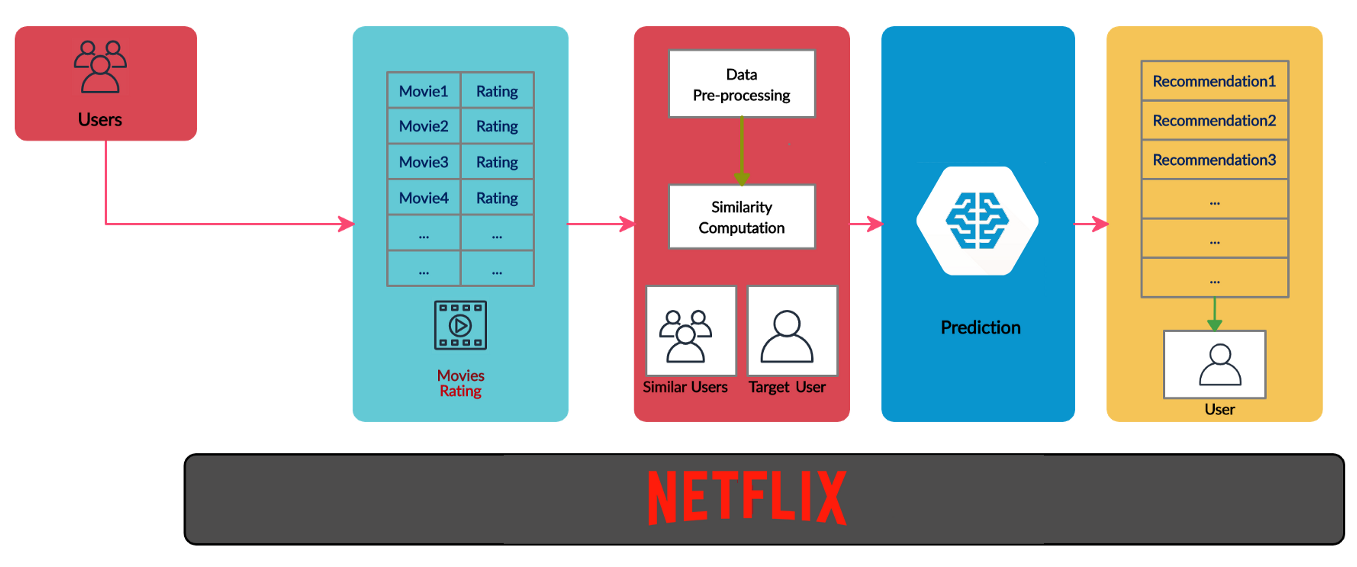 Users
Movie1 Rating
Movie2 Rating
Movie3 Rating
Movie4 Rating
... ...
... ...
Movies
Rating
Data
Pre-processing
Similarity
Computation
Similar Users
Target User
Prediction
Recommendation1
Recommendation2
Recommendation3
...
...
...
User
NETFLIX